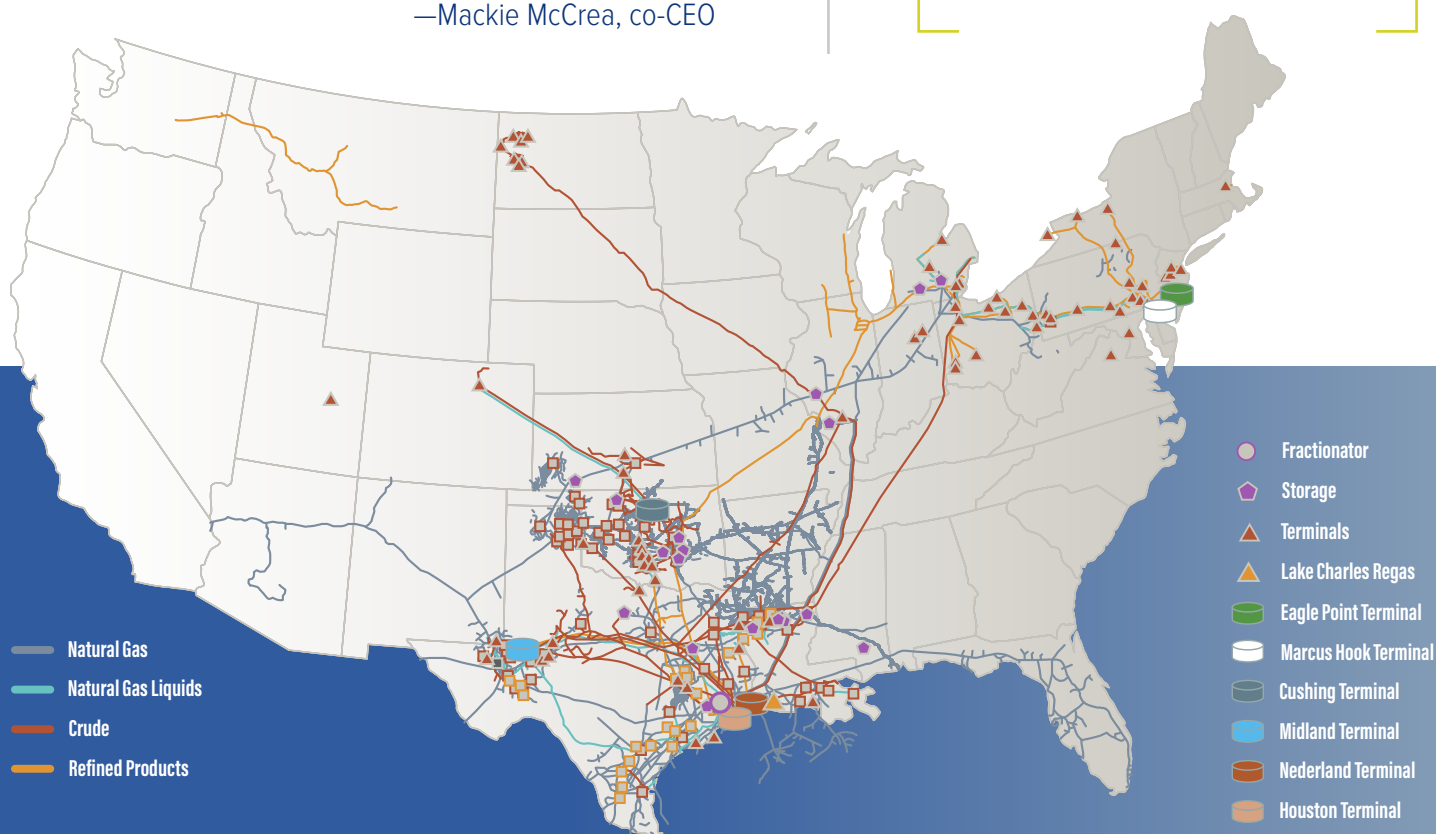 —Mackie McCrea, co-CEO
Natural Gas
Natural Gas Liquids
Crude
Refined Products
Fractionator
Storage
Terminals
Lake Charles Regas
Eagle Point Terminal
Marcus Hook Terminal
Cushing Terminal
Midland Terminal
Nederland Terminal
Houston Terminal